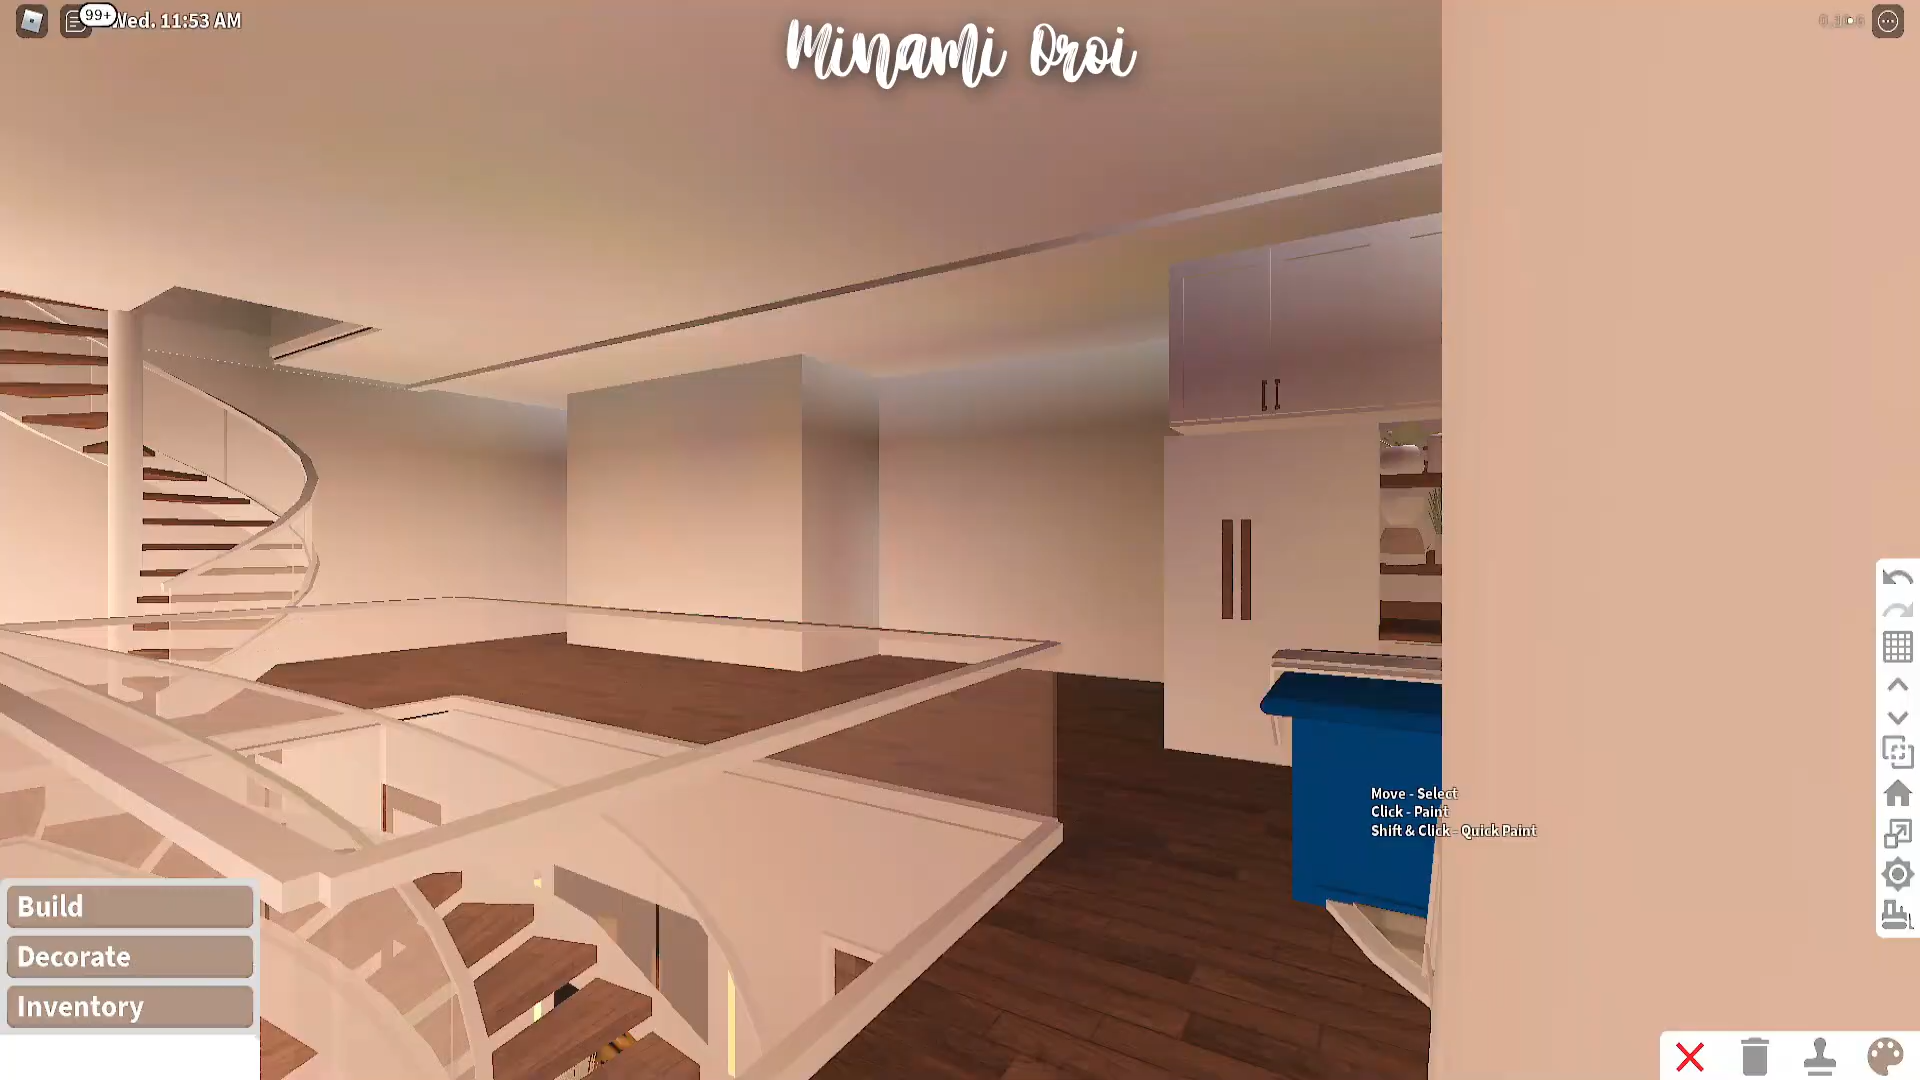 99+
Wed. 11:53 AM
Minami Oroi
Move - Select
Click - Paint
Shift & Click - Quick Paint
Build
Decorate
Inventory